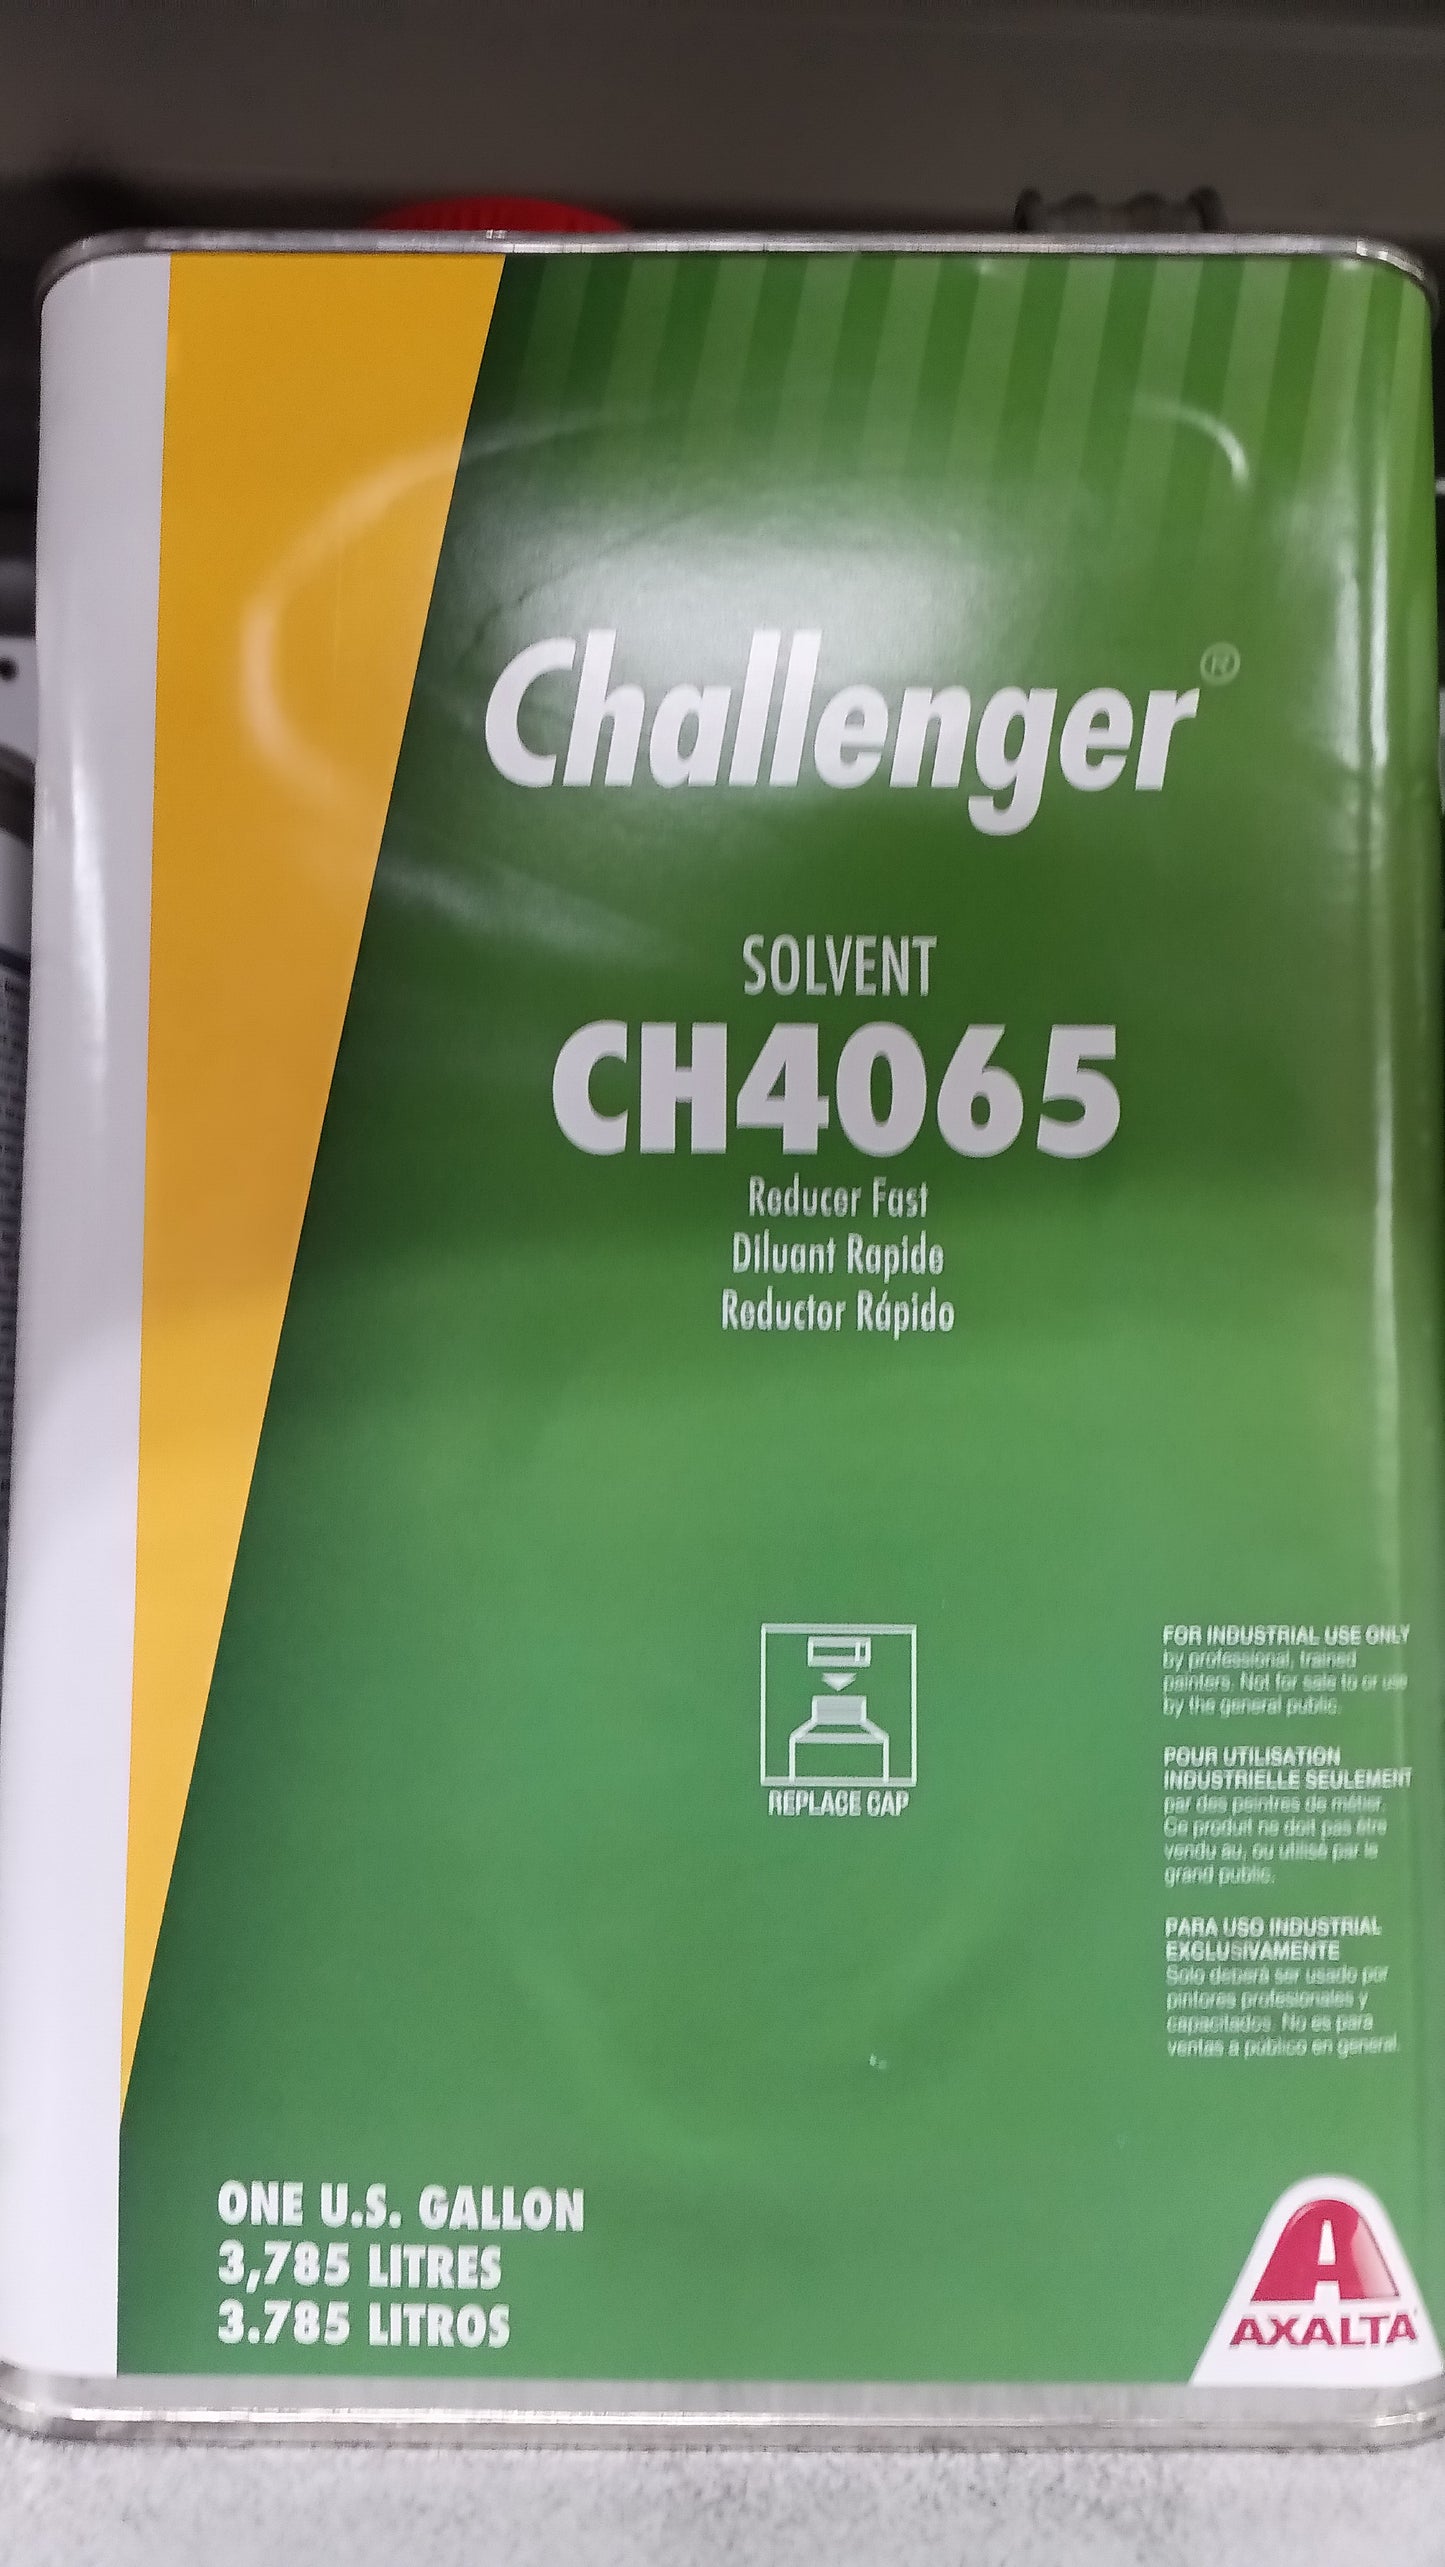 Challenger®
SOLVENT
CH4065
Reducer Fast
Diluant Rapide
Reductor Rápido
REPLACE CAP
FOR INDUSTRIAL USE ONLY
by professional, trained
painters. Not for sale to or use
by the general public.
POUR UTILISATION
INDUSTRIELLE SEULEMENT
par des peintres de métier.
Ce produit ne doit pas être
vendu au, ou utilisé par le
grand public.
PARA USO INDUSTRIAL
EXCLUSIVAMENTE
Solo deberá ser usado por
pintores profesionales y
capacitados. No es para
ventas a público en general.
ONE U.S. GALLON
3,785 LITRES
3.785 LITROS
A
AXALTA